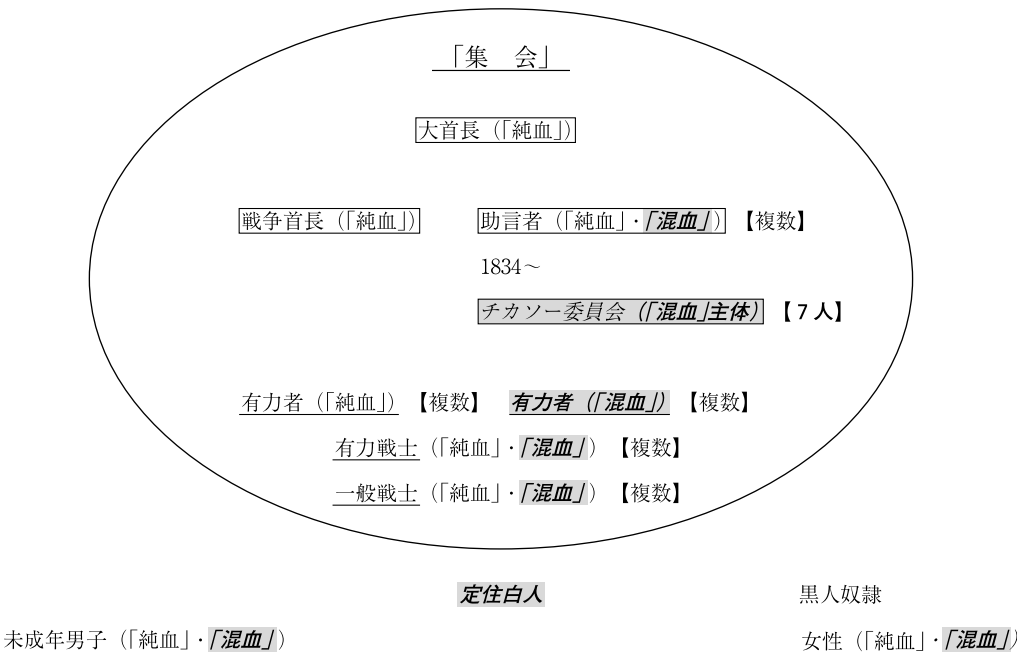 「集　会」
大首長（「純血」）
戦争首長（「純血」） 助言者（「純血」・「混血」）【複数】
1834～
チカソー委員会（「混血」主体）【７人】
有力者（「純血」）【複数】 有力者（「混血」）【複数】
有力戦士（「純血」・「混血」）【複数】
一般戦士（「純血」・「混血」）【複数】
定住白人 黒人奴隷
未成年男子（「純血」・「混血」） 女性（「純血」・「混血」）